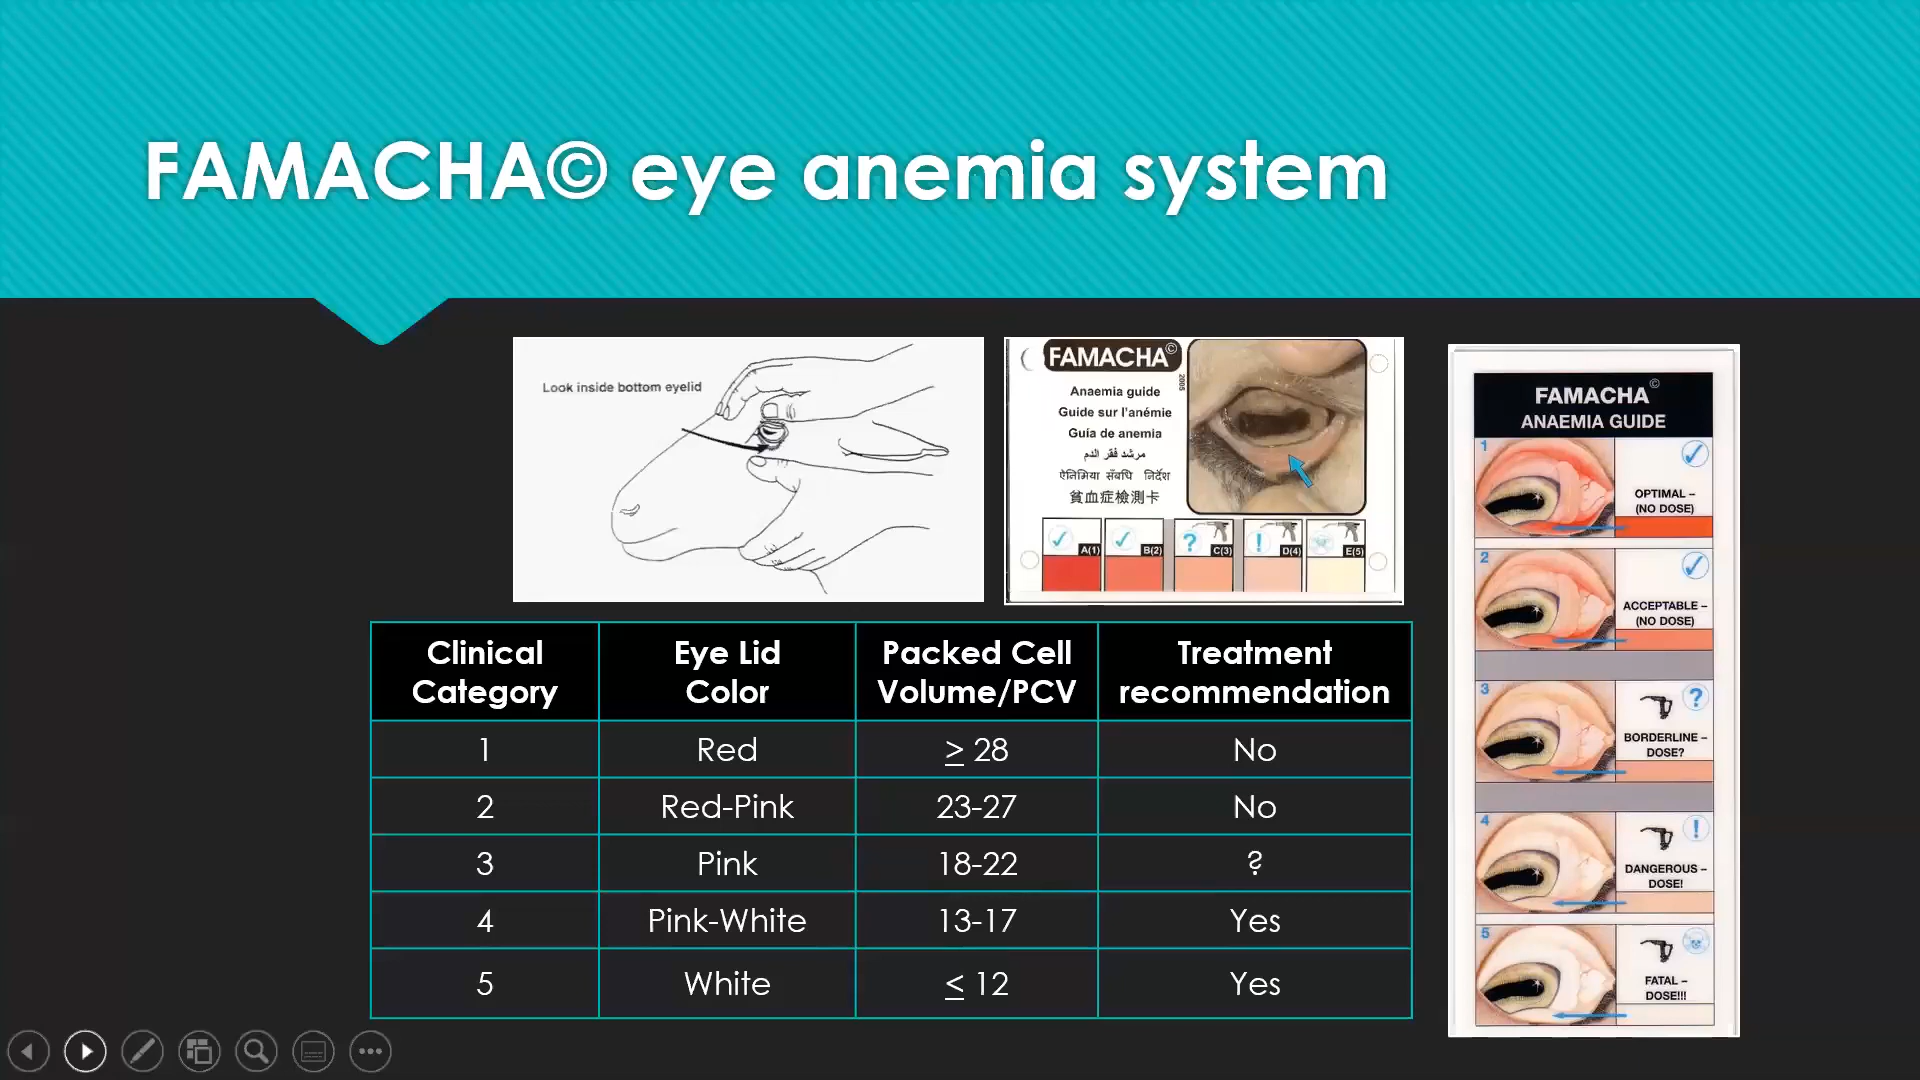 FAMACHA© eye anemia system
Look inside bottom eyelid
FAMACHA©
2005
Anaemia guide
Guide sur l'anémie
Guía de anemia
مرشد فقر الدم
ऐनिमिया सँबधि निर्देश
貧血症檢測卡
A(1) B(2) ? C(3) ! D(4) E(5)
FAMACHA©
ANAEMIA GUIDE
1
OPTIMAL –
(NO DOSE)
2
ACCEPTABLE –
(NO DOSE)
3
?
BORDERLINE –
DOSE?
4
!
DANGEROUS –
DOSE!
5
FATAL –
DOSE!!!
Clinical Category Eye Lid Color Packed Cell Volume/PCV Treatment recommendation
1 Red ≥ 28 No
2 Red-Pink 23-27 No
3 Pink 18-22 ?
4 Pink-White 13-17 Yes
5 White ≤ 12 Yes